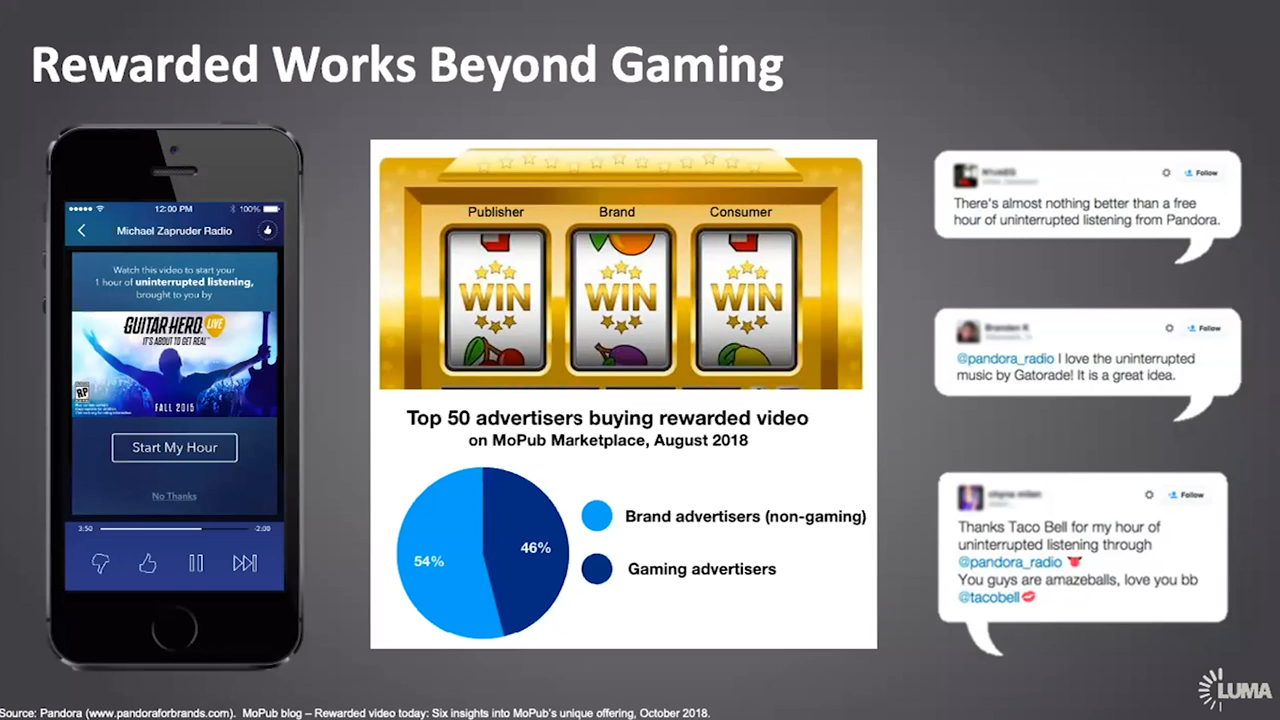 Rewarded Works Beyond Gaming
12:00 PM
100%
Michael Zapruder Radio
Watch this video to start your
1 hour of uninterrupted listening,
brought to you by
GUITAR HERO LIVE
IT'S ABOUT TO GET REAL
RP
FALL 2015
Start My Hour
No Thanks
3:50
-2:00
Publisher
Brand
Consumer
WIN
WIN
WIN
Top 50 advertisers buying rewarded video
on MoPub Marketplace, August 2018
54%
46%
Brand advertisers (non-gaming)
Gaming advertisers
Follow
There's almost nothing better than a free
hour of uninterrupted listening from Pandora.
Follow
@pandora_radio I love the uninterrupted
music by Gatorade! It is a great idea.
Follow
Thanks Taco Bell for my hour of
uninterrupted listening through
@pandora_radio
You guys are amazeballs, love you bb
@tacobell
LUMA
Source: Pandora (www.pandoraforbrands.com). MoPub blog – Rewarded video today: Six insights into MoPub's unique offering, October 2018.